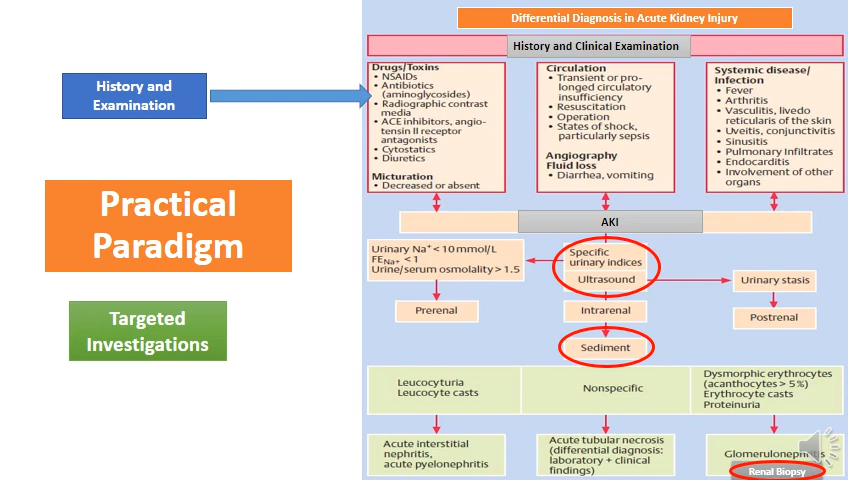 Differential Diagnosis in Acute Kidney Injury
History and Clinical Examination
History and
Examination
Practical
Paradigm
Targeted
Investigations
Drugs/Toxins
• NSAIDs
• Antibiotics
(aminoglycosides)
• Radiographic contrast
media
• ACE inhibitors, angio-
tensin II receptor
antagonists
• Cytostatics
• Diuretics
Micturation
• Decreased or absent
Circulation
• Transient or pro-
longed circulatory
insufficiency
• Resuscitation
• Operation
• States of shock,
particularly sepsis
Angiography
Fluid loss
• Diarrhea, vomiting
Systemic disease/
Infection
• Fever
• Arthritis
• Vasculitis, livedo
reticularis of the skin
• Uveitis, conjunctivitis
• Sinusitis
• Pulmonary Infiltrates
• Endocarditis
• Involvement of other
organs
AKI
Urinary Na⁺ < 10 mmol/L
FENa+ < 1
Urine/serum osmolality > 1.5
Specific
urinary indices
Ultrasound
Urinary stasis
Prerenal
Intrarenal
Postrenal
Sediment
Leucocyturia
Leucocyte casts
Nonspecific
Dysmorphic erythrocytes
(acanthocytes > 5%)
Erythrocyte casts
Proteinuria
Acute interstitial
nephritis,
acute pyelonephritis
Acute tubular necrosis
(differential diagnosis:
laboratory + clinical
findings)
Glomerulonephritis
Renal Biopsy